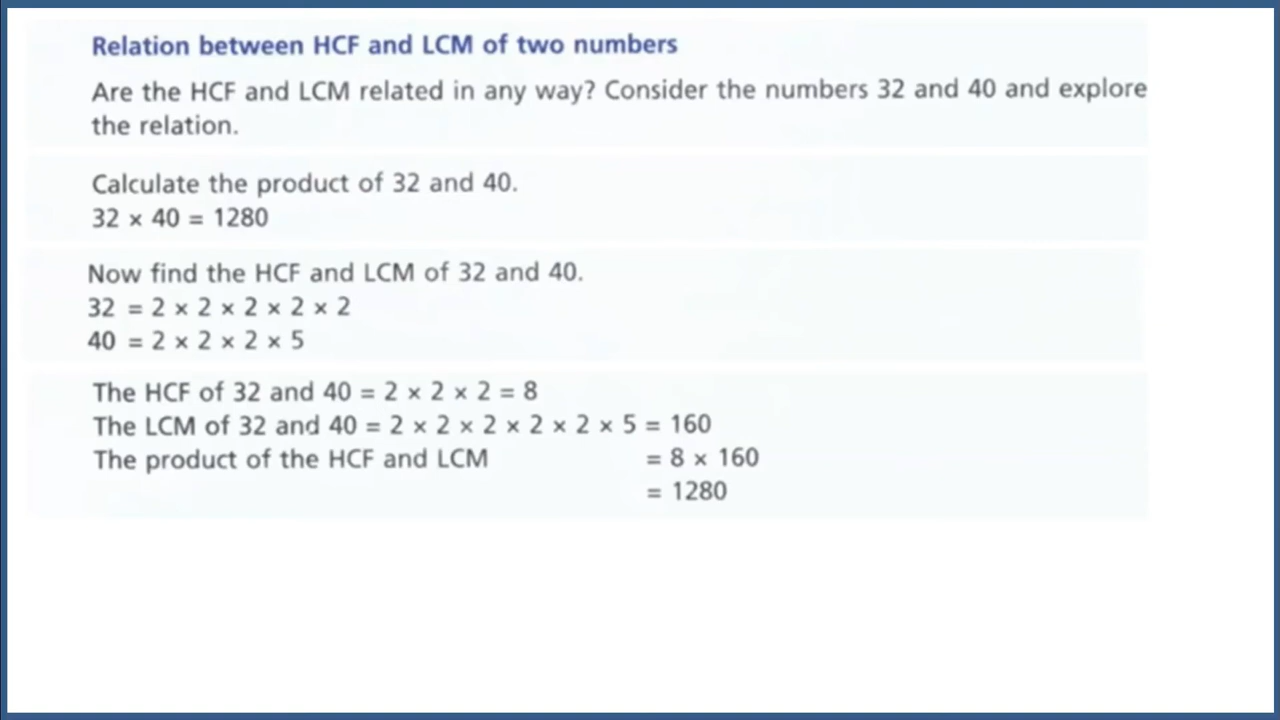 Relation between HCF and LCM of two numbers
Are the HCF and LCM related in any way? Consider the numbers 32 and 40 and explore
the relation.
Calculate the product of 32 and 40.
32 × 40 = 1280
Now find the HCF and LCM of 32 and 40.
32 = 2 × 2 × 2 × 2 × 2
40 = 2 × 2 × 2 × 5
The HCF of 32 and 40 = 2 × 2 × 2 = 8
The LCM of 32 and 40 = 2 × 2 × 2 × 2 × 2 × 5 = 160
The product of the HCF and LCM = 8 × 160
= 1280